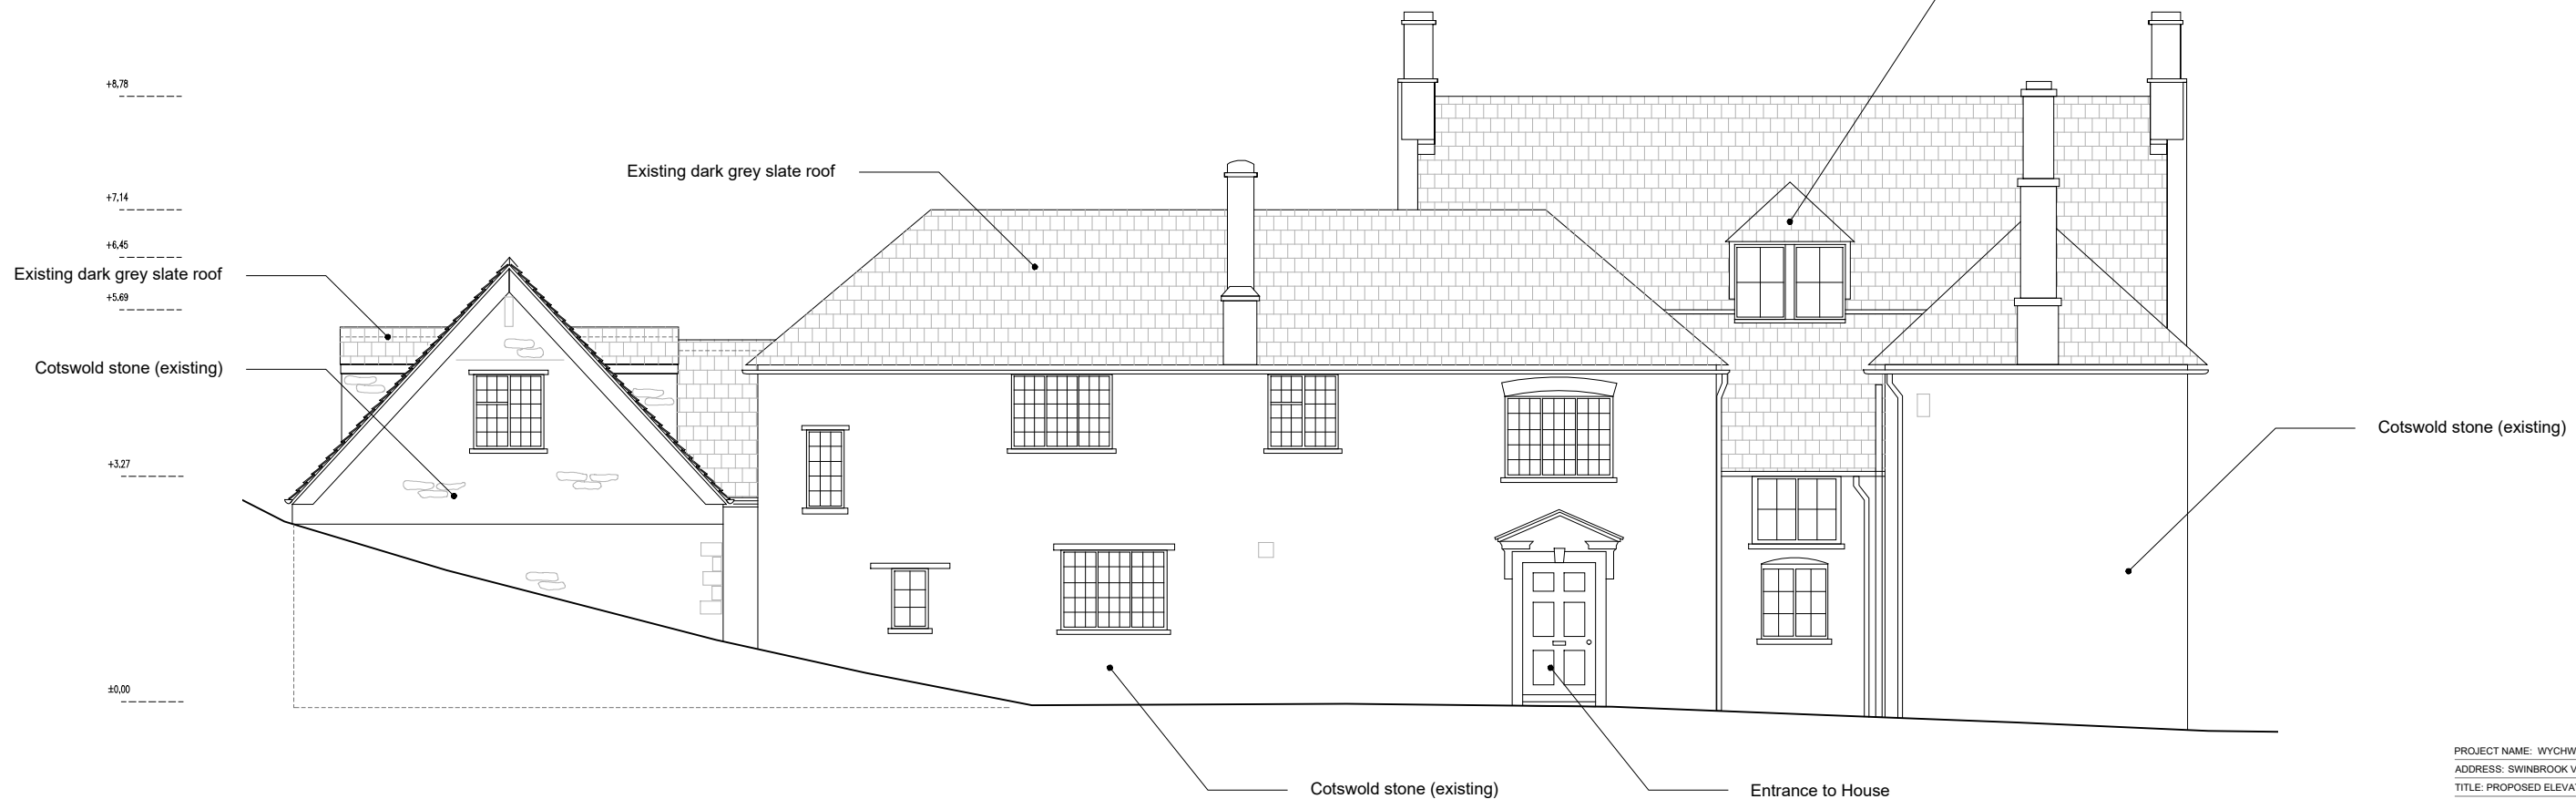 +8,78
Existing dark grey slate roof
+7,14
+6,45
Existing dark grey slate roof
+5,69
Cotswold stone (existing)
Cotswold stone (existing)
+3,27
±0,00
PROJECT NAME: WYCHW
ADDRESS: SWINBROOK V
TITLE: PROPOSED ELEVA
Cotswold stone (existing)
Entrance to House